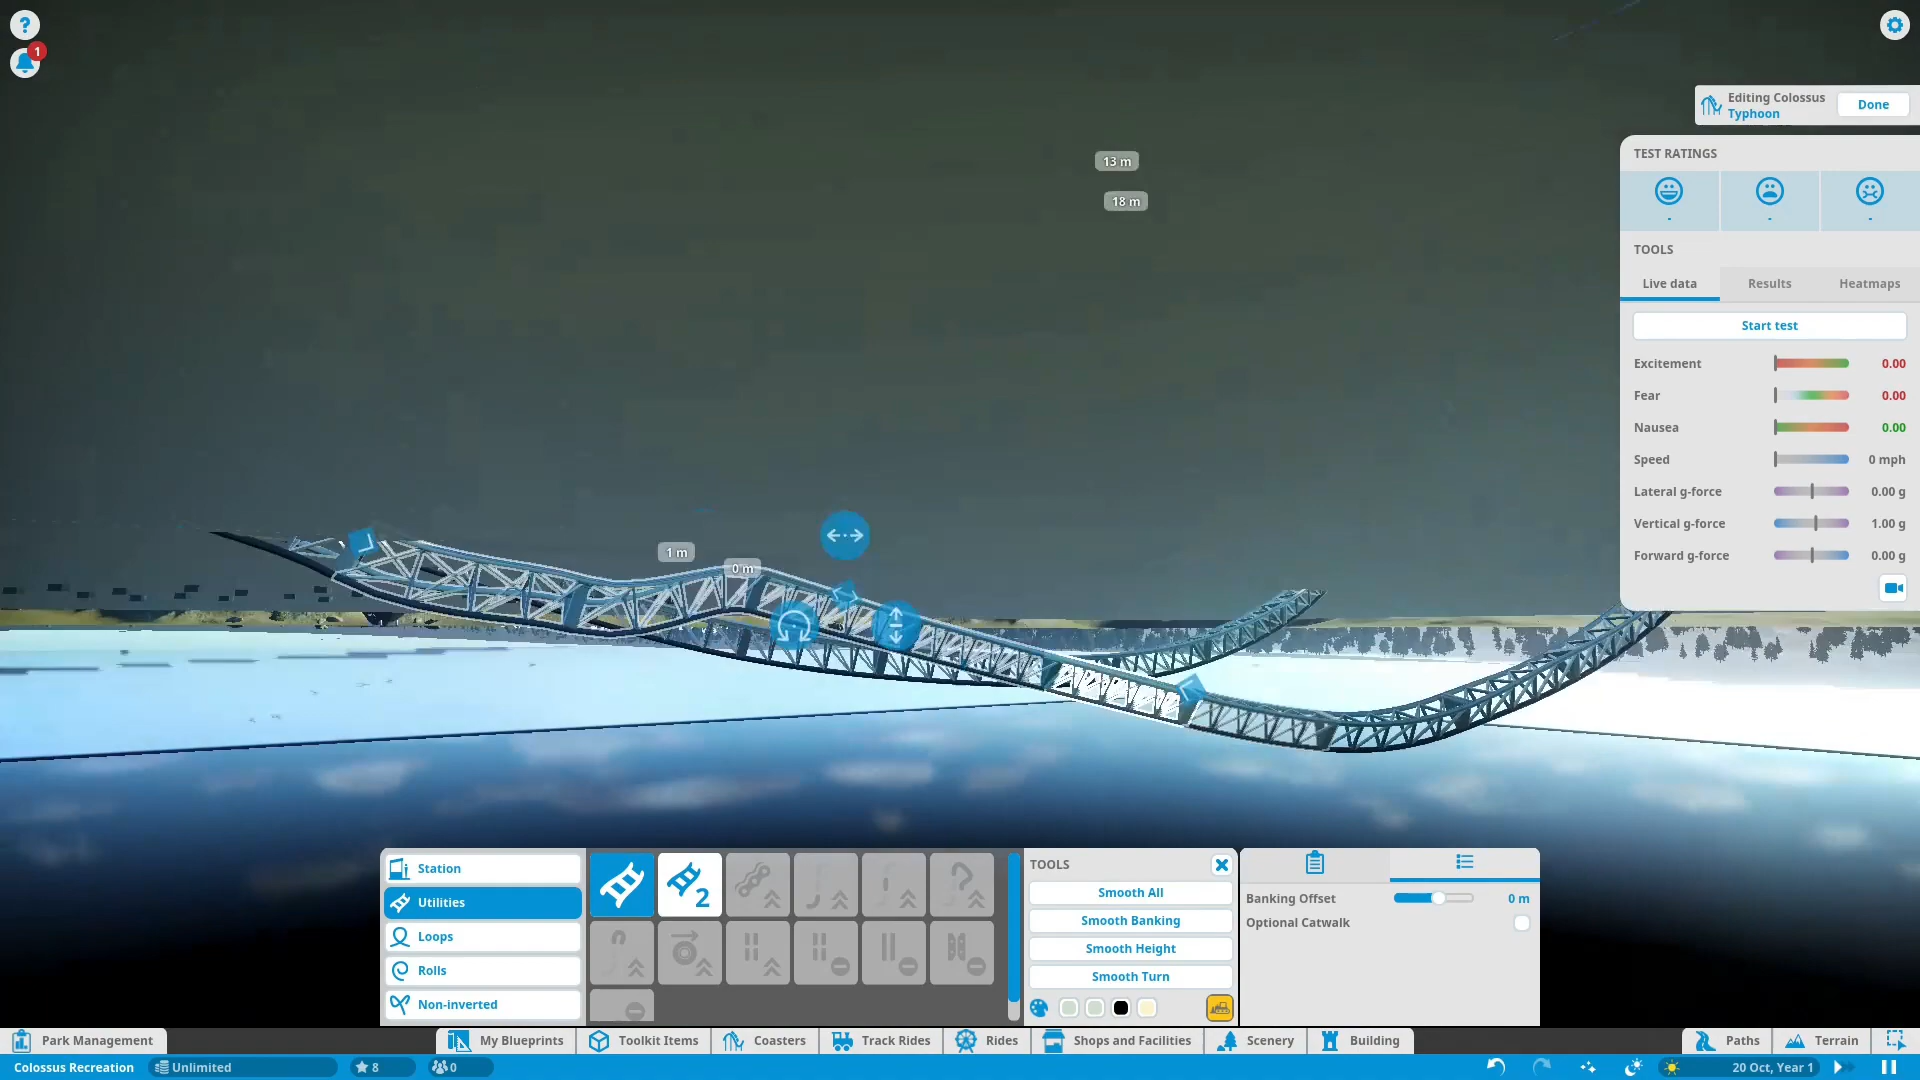 ?
1
Editing Colossus
Typhoon
Done
TEST RATINGS
-
-
-
TOOLS
Live data
Results
Heatmaps
Start test
Excitement
0.00
Fear
0.00
Nausea
0.00
Speed
0 mph
Lateral g-force
0.00 g
Vertical g-force
1.00 g
Forward g-force
0.00 g
13 m
18 m
1 m
0 m
Station
Utilities
Loops
Rolls
Non-inverted
2
TOOLS
Smooth All
Smooth Banking
Smooth Height
Smooth Turn
Banking Offset
0 m
Optional Catwalk
Park Management
My Blueprints
Toolkit Items
Coasters
Track Rides
Rides
Shops and Facilities
Scenery
Building
Paths
Terrain
Colossus Recreation
Unlimited
8
0
20 Oct, Year 1